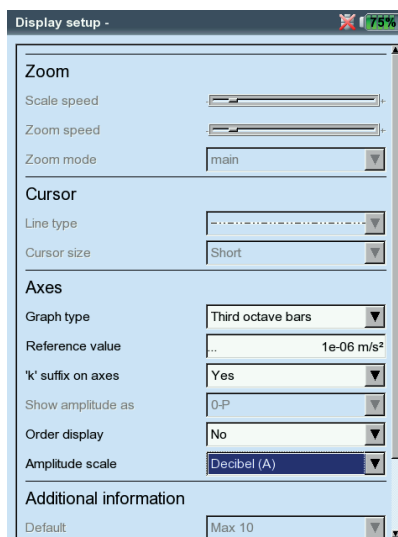 Display setup - 75%
Zoom
Scale speed - +
Zoom speed - +
Zoom mode main
Cursor
Line type
Cursor size Short
Axes
Graph type Third octave bars
Reference value ... 1e-06 m/s²
'k' suffix on axes Yes
Show amplitude as 0-P
Order display No
Amplitude scale Decibel (A)
Additional information
Default Max 10